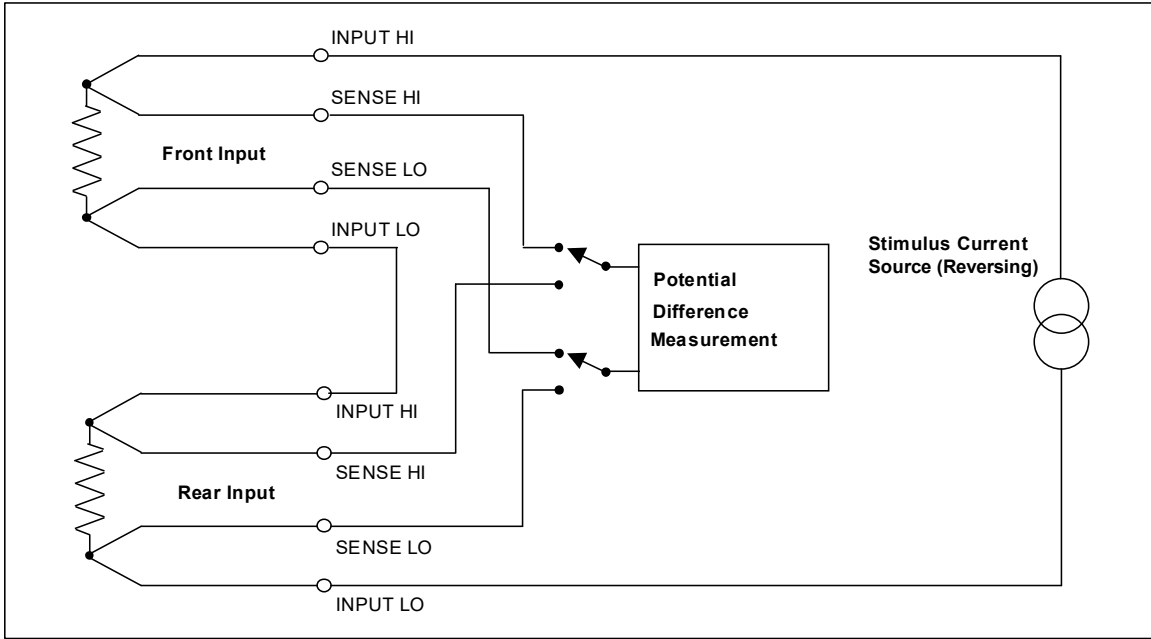 INPUT HI
SENSE HI
Front Input
SENSE LO
INPUT LO
Stimulus Current
Source (Reversing)
Potential
Difference
Measurement
INPUT HI
SENSE HI
Rear Input
SENSE LO
INPUT LO